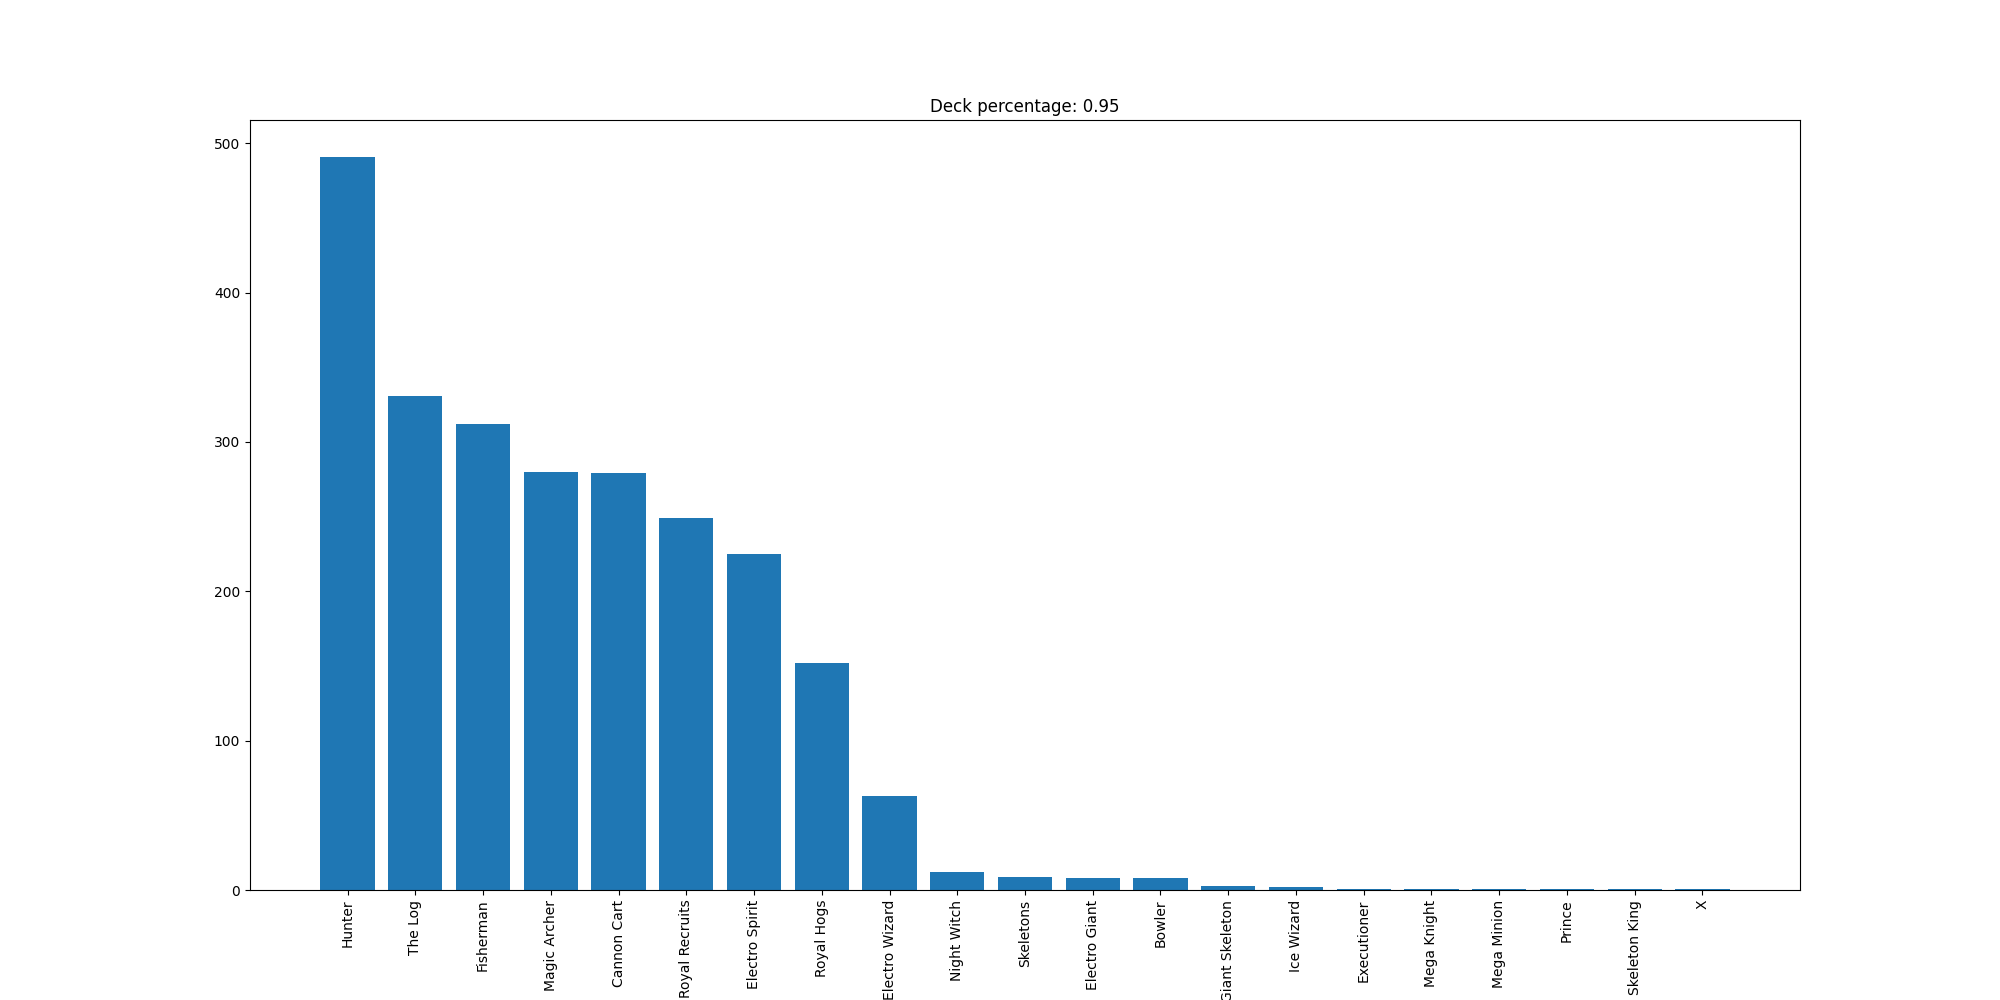 Deck percentage: 0.95
500
400
300
200
100
0
Hunter
The Log
Fisherman
Magic Archer
Cannon Cart
Royal Recruits
Electro Spirit
Royal Hogs
Electro Wizard
Night Witch
Skeletons
Electro Giant
Bowler
Giant Skeleton
Ice Wizard
Executioner
Mega Knight
Mega Minion
Prince
Skeleton King
X